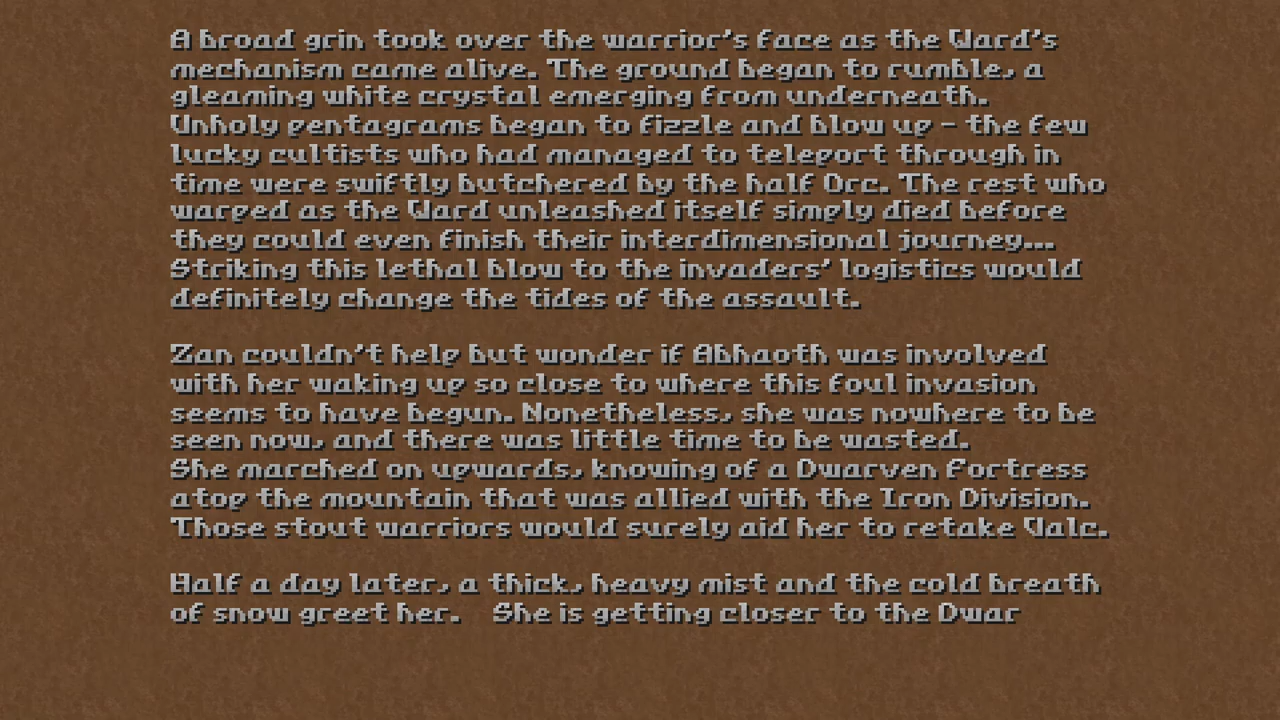 A broad grin took over the warrior's face as the Ward's
mechanism came alive. The ground began to rumble, a
gleaming white crystal emerging from underneath.
Unholy pentagrams began to fizzle and blow up - the few
lucky cultists who had managed to teleport through in
time were swiftly butchered by the half Orc. The rest who
warped as the Ward unleashed itself simply died before
they could even finish their interdimensional journey...
Striking this lethal blow to the invaders' logistics would
definitely change the tides of the assault.
Zan couldn't help but wonder if Abhaoth was involved
with her waking up so close to where this foul invasion
seems to have begun. Nonetheless, she was nowhere to be
seen now, and there was little time to be wasted.
She marched on upwards, knowing of a Dwarven Fortress
atop the mountain that was allied with the Iron Division.
Those stout warriors would surely aid her to retake Valc.
Half a day later, a thick, heavy mist and the cold breath
of snow greet her. She is getting closer to the Dwar